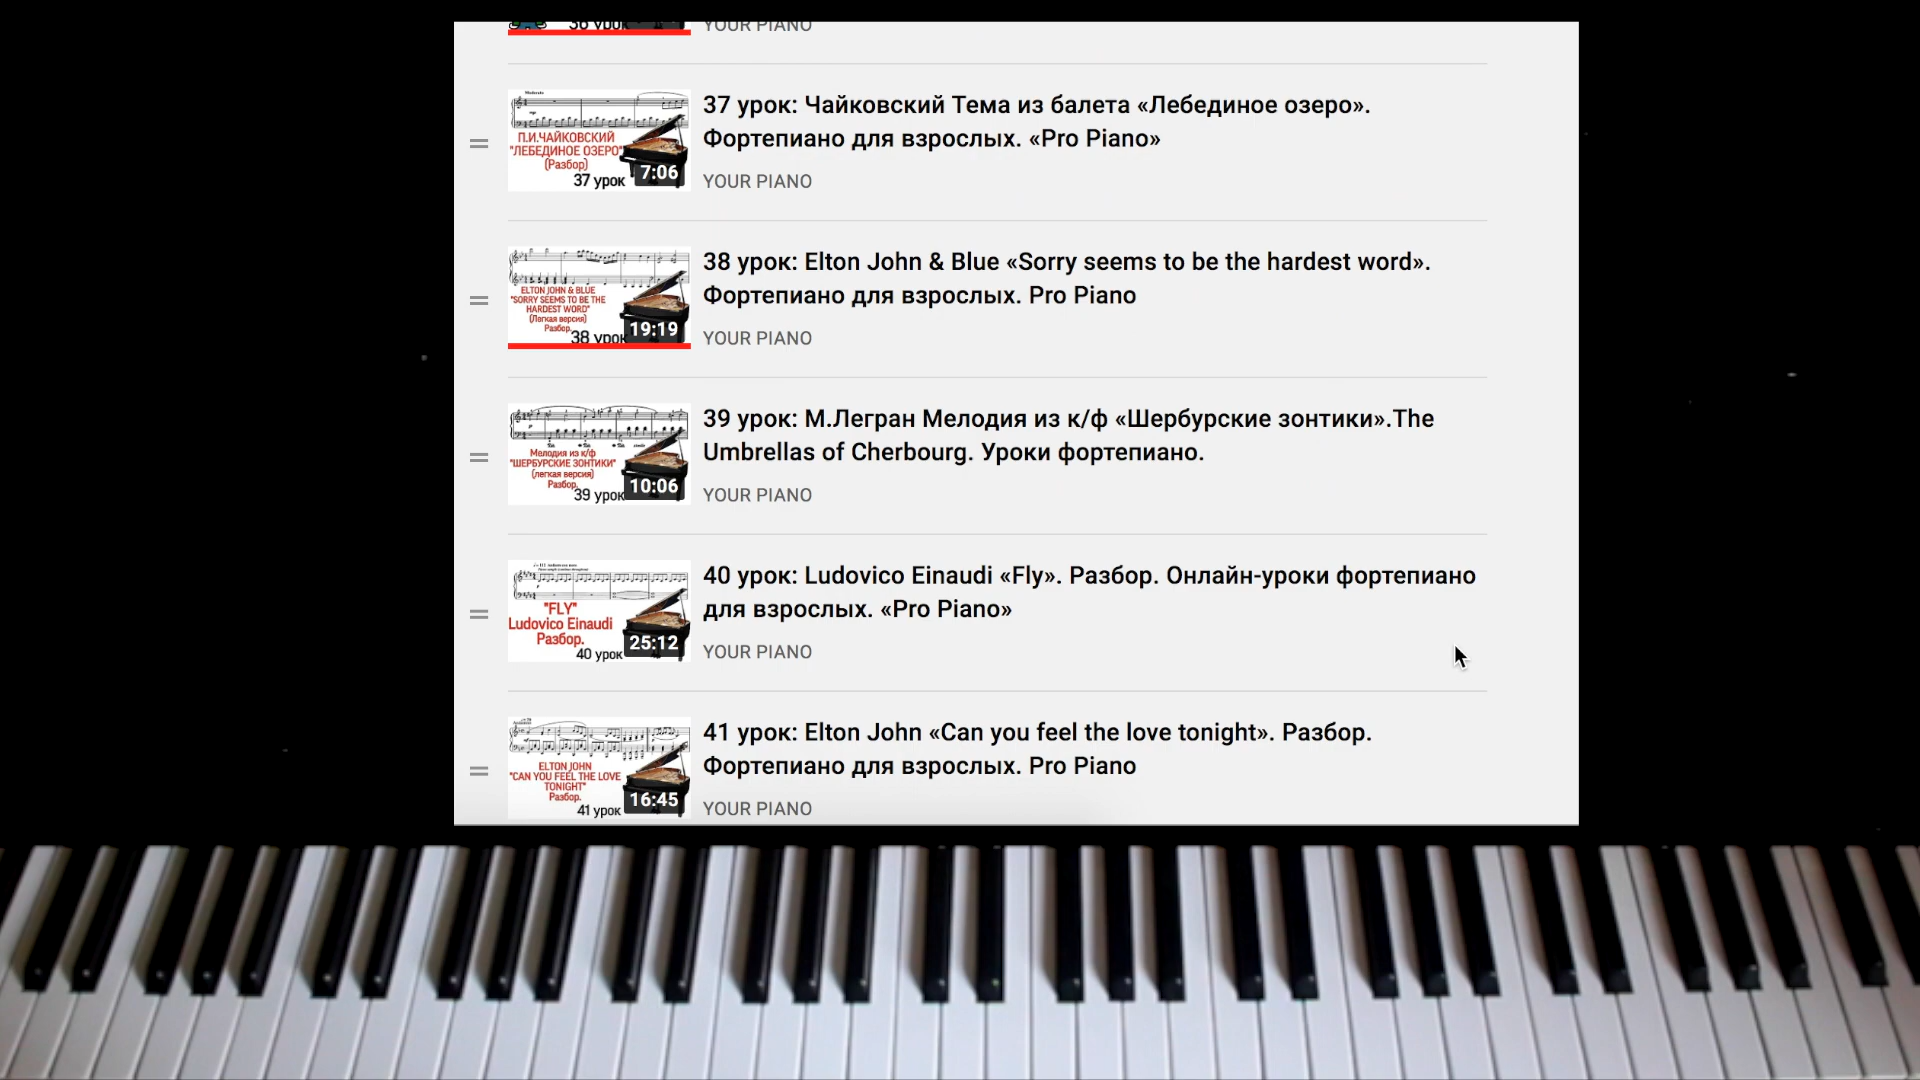 36 урок
YOUR PIANO
П.И.ЧАЙКОВСКИЙ
"ЛЕБЕДИНОЕ ОЗЕРО"
(Разбор)
37 урок
7:06
37 урок: Чайковский Тема из балета «Лебединое озеро».
Фортепиано для взрослых. «Pro Piano»
YOUR PIANO
ELTON JOHN & BLUE
"SORRY SEEMS TO BE THE
HARDEST WORD"
(Легкая версия)
Разбор.
38 урок
19:19
38 урок: Elton John & Blue «Sorry seems to be the hardest word».
Фортепиано для взрослых. Pro Piano
YOUR PIANO
Мелодия из к/ф
"ШЕРБУРСКИЕ ЗОНТИКИ"
(легкая версия)
Разбор.
39 урок
10:06
39 урок: М.Легран Мелодия из к/ф «Шербурские зонтики».The
Umbrellas of Cherbourg. Уроки фортепиано.
YOUR PIANO
"FLY"
Ludovico Einaudi
Разбор.
40 урок
25:12
40 урок: Ludovico Einaudi «Fly». Разбор. Онлайн-уроки фортепиано
для взрослых. «Pro Piano»
YOUR PIANO
ELTON JOHN
"CAN YOU FEEL THE LOVE
TONIGHT"
Разбор.
41 урок
16:45
41 урок: Elton John «Can you feel the love tonight». Разбор.
Фортепиано для взрослых. Pro Piano
YOUR PIANO